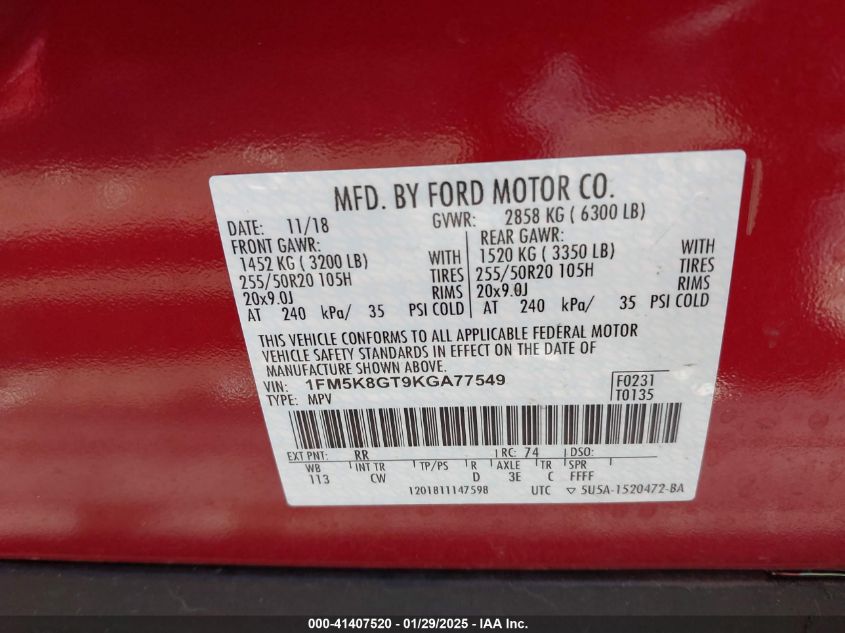 MFD. BY FORD MOTOR CO.
DATE: 11/18 GVWR: 2858 KG ( 6300 LB)
FRONT GAWR: REAR GAWR:
1452 KG ( 3200 LB) WITH 1520 KG ( 3350 LB) WITH
255/50R20 105H TIRES 255/50R20 105H TIRES
20x9.0J RIMS 20x9.0J RIMS
AT 240 kPa/ 35 PSI COLD AT 240 kPa/ 35 PSI COLD
THIS VEHICLE CONFORMS TO ALL APPLICABLE FEDERAL MOTOR
VEHICLE SAFETY STANDARDS IN EFFECT ON THE DATE OF
MANUFACTURE SHOWN ABOVE.
VIN: 1FM5K8GT9KGA77549 F0231
TYPE: MPV T0135
EXT PNT: RR RC: 74 DSO:
WB INT TR TP/PS R AXLE TR SPR
113 CW D 3E C FFFF
1201811147598 UTC ▽ 5U5A-1520472-BA
000-41407520 - 01/29/2025 - IAA Inc.